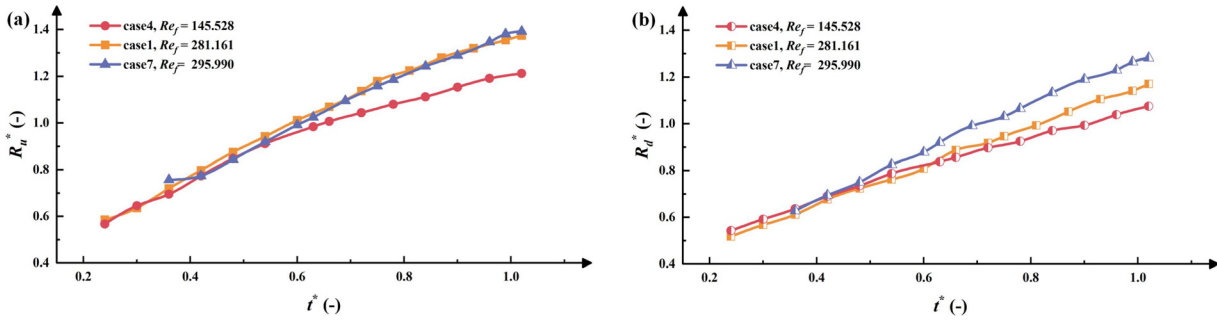 (a)
case4, Re_f = 145.528
case1, Re_f = 281.161
case7, Re_f= 295.990
1.4
1.2
1.0
0.8
0.6
0.4
R_u^* (-)
0.2 0.4 0.6 0.8 1.0
t^* (-)
(b)
case4, Re_f = 145.528
case1, Re_f = 281.161
case7, Re_f= 295.990
1.4
1.2
1.0
0.8
0.6
0.4
R_d^* (-)
0.2 0.4 0.6 0.8 1.0
t^* (-)